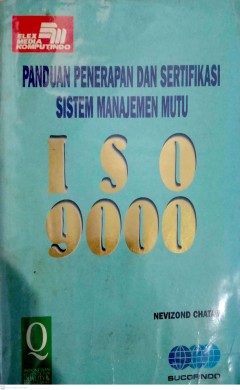 ELEX
MEDIA
KOMPUTINDO
PANDUAN PENERAPAN DAN SERTIFIKASI
SISTEM MANAJEMEN MUTU
ISO
9000
NEVIZOND CHATAB
Q
SUCOFINDO